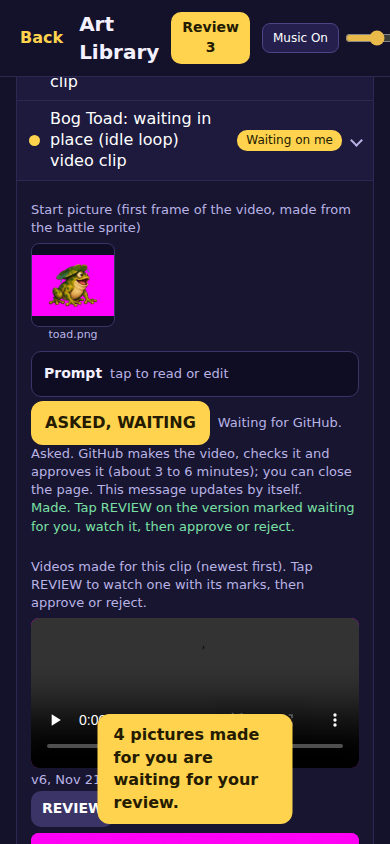 Back
Art
Library
Review
3
Music On
clip
Bog Toad: waiting in
place (idle loop)
video clip
Waiting on me
Start picture (first frame of the video, made from
the battle sprite)
toad.png
Prompt tap to read or edit
ASKED, WAITING Waiting for GitHub.
Asked. GitHub makes the video, checks it and
approves it (about 3 to 6 minutes); you can close
the page. This message updates by itself.
Made. Tap REVIEW on the version marked waiting
for you, watch it, then approve or reject.
Videos made for this clip (newest first). Tap
REVIEW to watch one with its marks, then
approve or reject.
v6, Nov 21
REVIEW
4 pictures made
for you are
waiting for your
review.